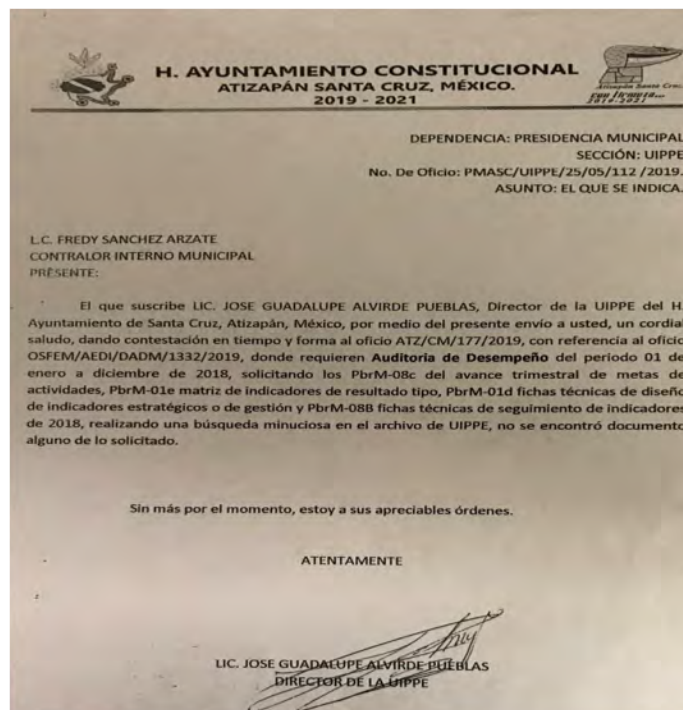 H. AYUNTAMIENTO CONSTITUCIONAL
ATIZAPÁN SANTA CRUZ, MÉXICO.
2019 - 2021
Atizapán Santa Cruz
con firmeza...
2019-2021
DEPENDENCIA: PRESIDENCIA MUNICIPAL
SECCIÓN: UIPPE
No. De Oficio: PMASC/UIPPE/25/05/112 /2019.
ASUNTO: EL QUE SE INDICA.
L.C. FREDY SANCHEZ ARZATE
CONTRALOR INTERNO MUNICIPAL
PRESENTE:
El que suscribe LIC. JOSE GUADALUPE ALVIRDE PUEBLAS, Director de la UIPPE del H.
Ayuntamiento de Santa Cruz, Atizapán, México, por medio del presente envío a usted, un cordial
saludo, dando contestación en tiempo y forma al oficio ATZ/CM/177/2019, con referencia al oficio
OSFEM/AEDI/DADM/1332/2019, donde requieren Auditoria de Desempeño del periodo 01 de
enero a diciembre de 2018, solicitando los PbrM-08c del avance trimestral de metas de
actividades, PbrM-01e matriz de indicadores de resultado tipo, PbrM-01d fichas técnicas de diseño
de indicadores estratégicos o de gestión y PbrM-08B fichas técnicas de seguimiento de indicadores
de 2018, realizando una búsqueda minuciosa en el archivo de UIPPE, no se encontró documento
alguno de lo solicitado.
Sin más por el momento, estoy a sus apreciables órdenes.
ATENTAMENTE
LIC. JOSE GUADALUPE ALVIRDE PUEBLAS
DIRECTOR DE LA UIPPE